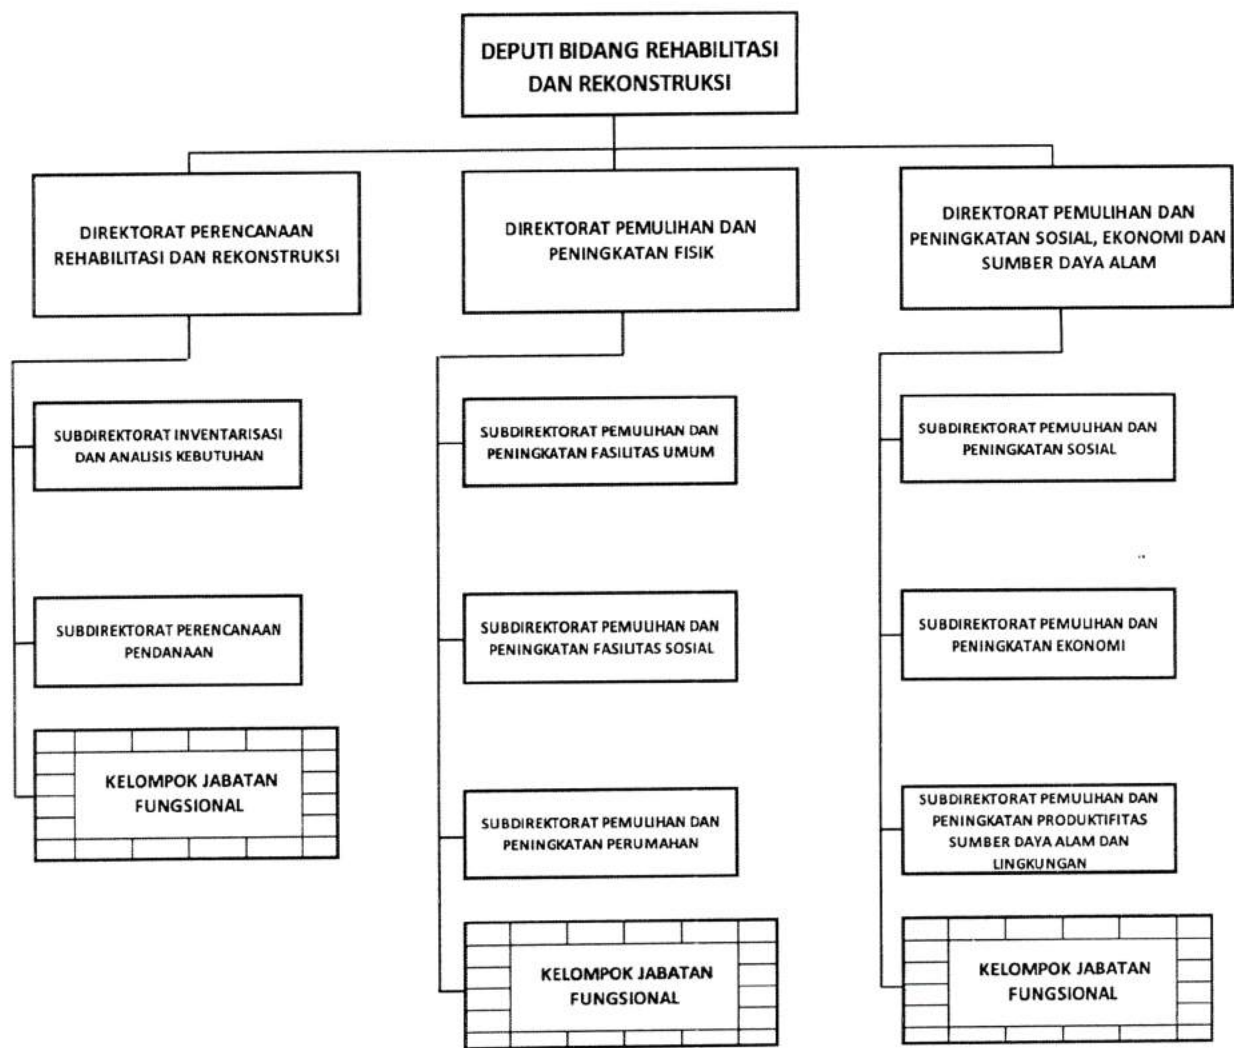 DEPUTI BIDANG REHABILITASI
DAN REKONSTRUKSI
DIREKTORAT PERENCANAAN
REHABILITASI DAN REKONSTRUKSI
DIREKTORAT PEMULIHAN DAN
PENINGKATAN FISIK
DIREKTORAT PEMULIHAN DAN
PENINGKATAN SOSIAL, EKONOMI DAN
SUMBER DAYA ALAM
SUBDIREKTORAT INVENTARISASI
DAN ANALISIS KEBUTUHAN
SUBDIREKTORAT PERENCANAAN
PENDANAAN
KELOMPOK JABATAN
FUNGSIONAL
SUBDIREKTORAT PEMULIHAN DAN
PENINGKATAN FASILITAS UMUM
SUBDIREKTORAT PEMULIHAN DAN
PENINGKATAN FASILITAS SOSIAL
SUBDIREKTORAT PEMULIHAN DAN
PENINGKATAN PERUMAHAN
KELOMPOK JABATAN
FUNGSIONAL
SUBDIREKTORAT PEMULIHAN DAN
PENINGKATAN SOSIAL
SUBDIREKTORAT PEMULIHAN DAN
PENINGKATAN EKONOMI
SUBDIREKTORAT PEMULIHAN DAN
PENINGKATAN PRODUKTIFITAS
SUMBER DAYA ALAM DAN
LINGKUNGAN
KELOMPOK JABATAN
FUNGSIONAL